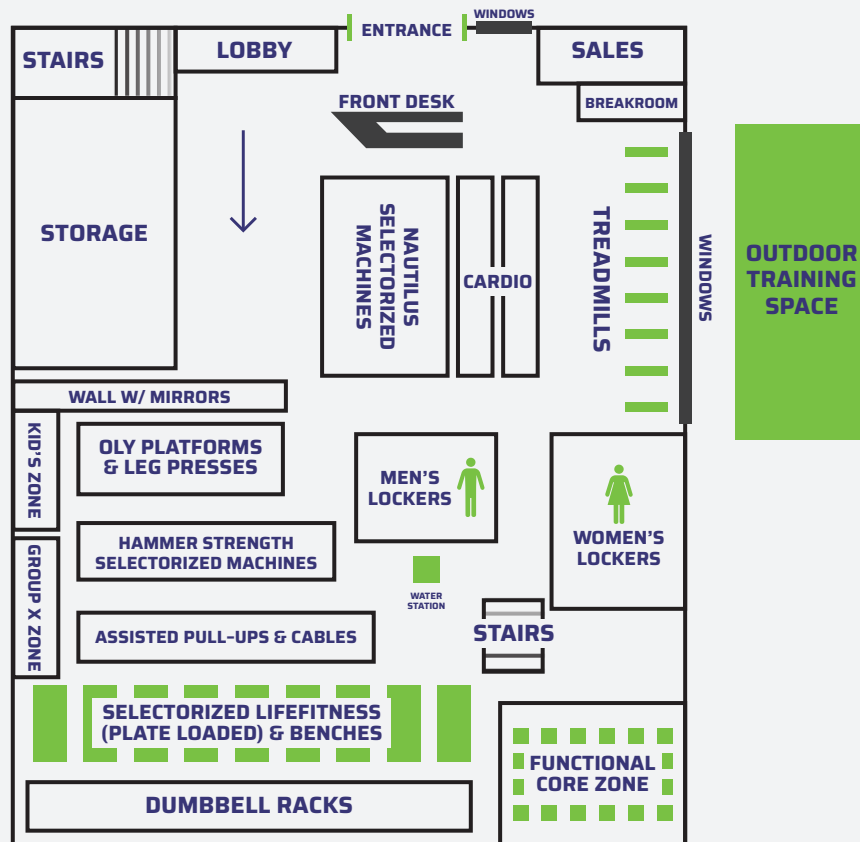 WINDOWS
ENTRANCE
STAIRS
LOBBY
SALES
BREAKROOM
FRONT DESK
STORAGE
NAUTILUS
SELECTORIZED
MACHINES
CARDIO
TREADMILLS
WINDOWS
OUTDOOR
TRAINING
SPACE
WALL W/ MIRRORS
KID'S ZONE
OLY PLATFORMS
& LEG PRESSES
MEN'S
LOCKERS
WOMEN'S
LOCKERS
HAMMER STRENGTH
SELECTORIZED MACHINES
GROUP X ZONE
WATER
STATION
ASSISTED PULL-UPS & CABLES
STAIRS
SELECTORIZED LIFEFITNESS
(PLATE LOADED) & BENCHES
FUNCTIONAL
CORE ZONE
DUMBBELL RACKS